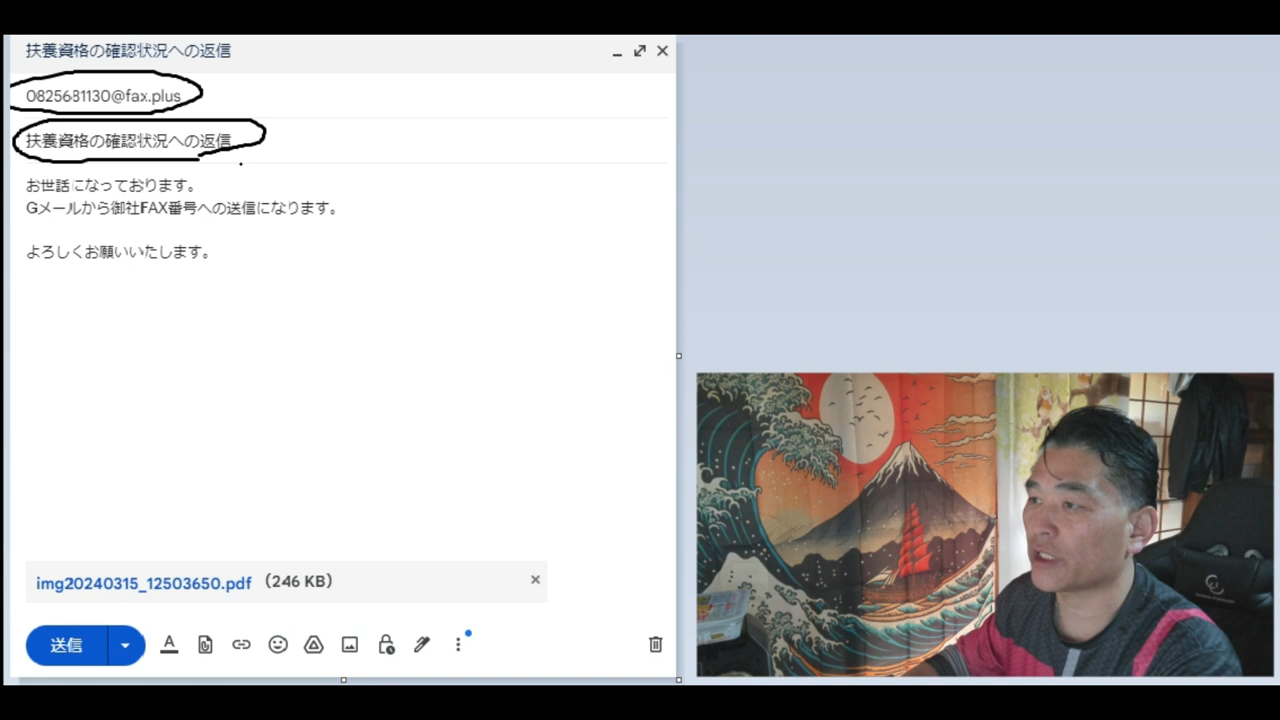 扶養資格の確認状況への返信
0825681130@fax.plus
扶養資格の確認状況への返信
お世話になっております。
Gメールから御社FAX番号への送信になります。
よろしくお願いいたします。
img20240315_12503650.pdf （246 KB）
送信